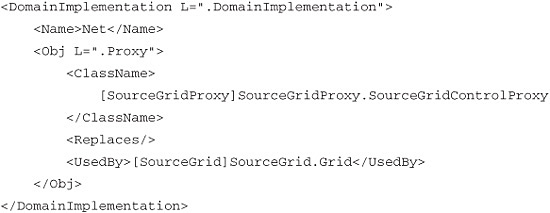 <DomainImplementation L=".DomainImplementation">
<Name>Net</Name>
<Obj L=".Proxy">
<ClassName>
[SourceGridProxy]SourceGridProxy.SourceGridControlProxy
</ClassName>
<Replaces/>
<UsedBy>[SourceGrid]SourceGrid.Grid</UsedBy>
</Obj>
</DomainImplementation>